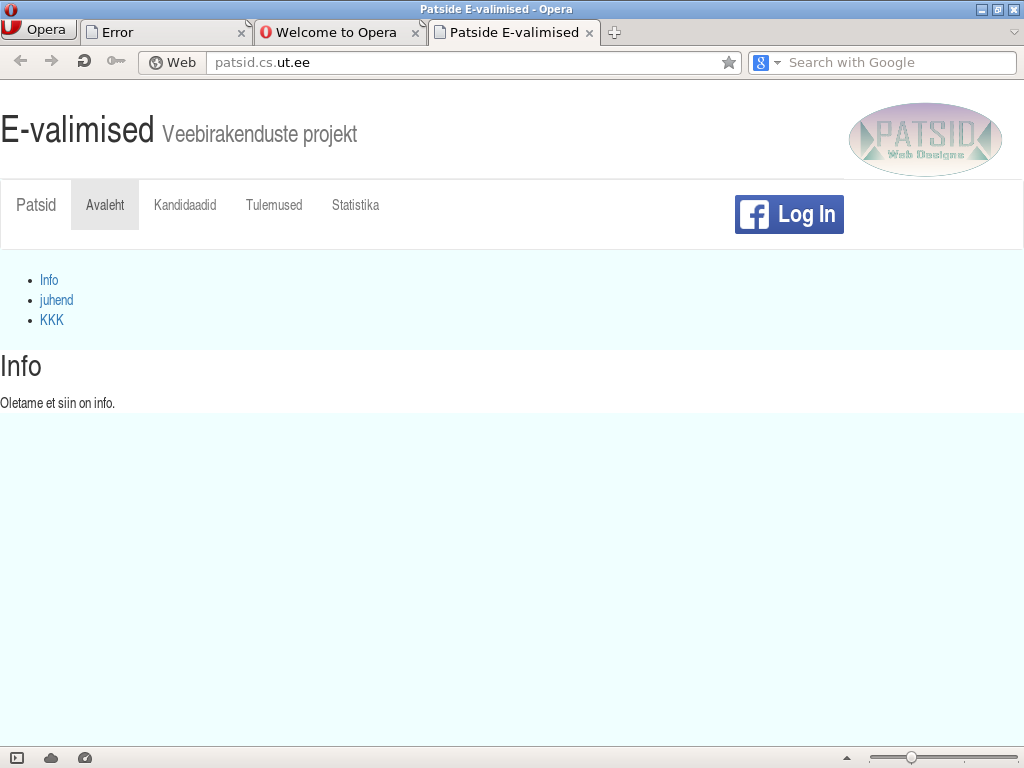 Patside E-valimised - Opera
Opera
Error
Welcome to Opera
Patside E-valimised
Web
patsid.cs.ut.ee
Search with Google
E-valimised Veebirakenduste projekt
PATSID
Web Designs
Patsid
Avaleht
Kandidaadid
Tulemused
Statistika
Log In
Info
juhend
KKK
Info
Oletame et siin on info.